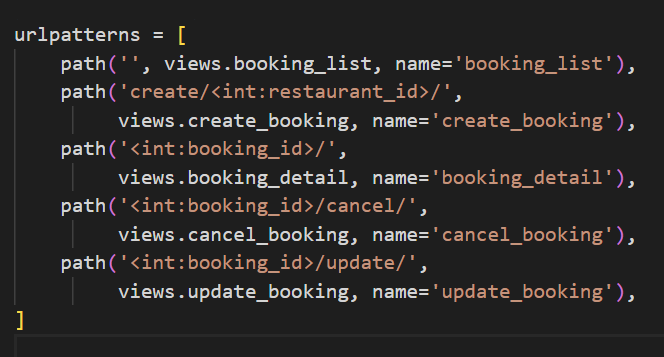 urlpatterns = [
    path('', views.booking_list, name='booking_list'),
    path('create/<int:restaurant_id>/',
         views.create_booking, name='create_booking'),
    path('<int:booking_id>/',
         views.booking_detail, name='booking_detail'),
    path('<int:booking_id>/cancel/',
         views.cancel_booking, name='cancel_booking'),
    path('<int:booking_id>/update/',
         views.update_booking, name='update_booking'),
]